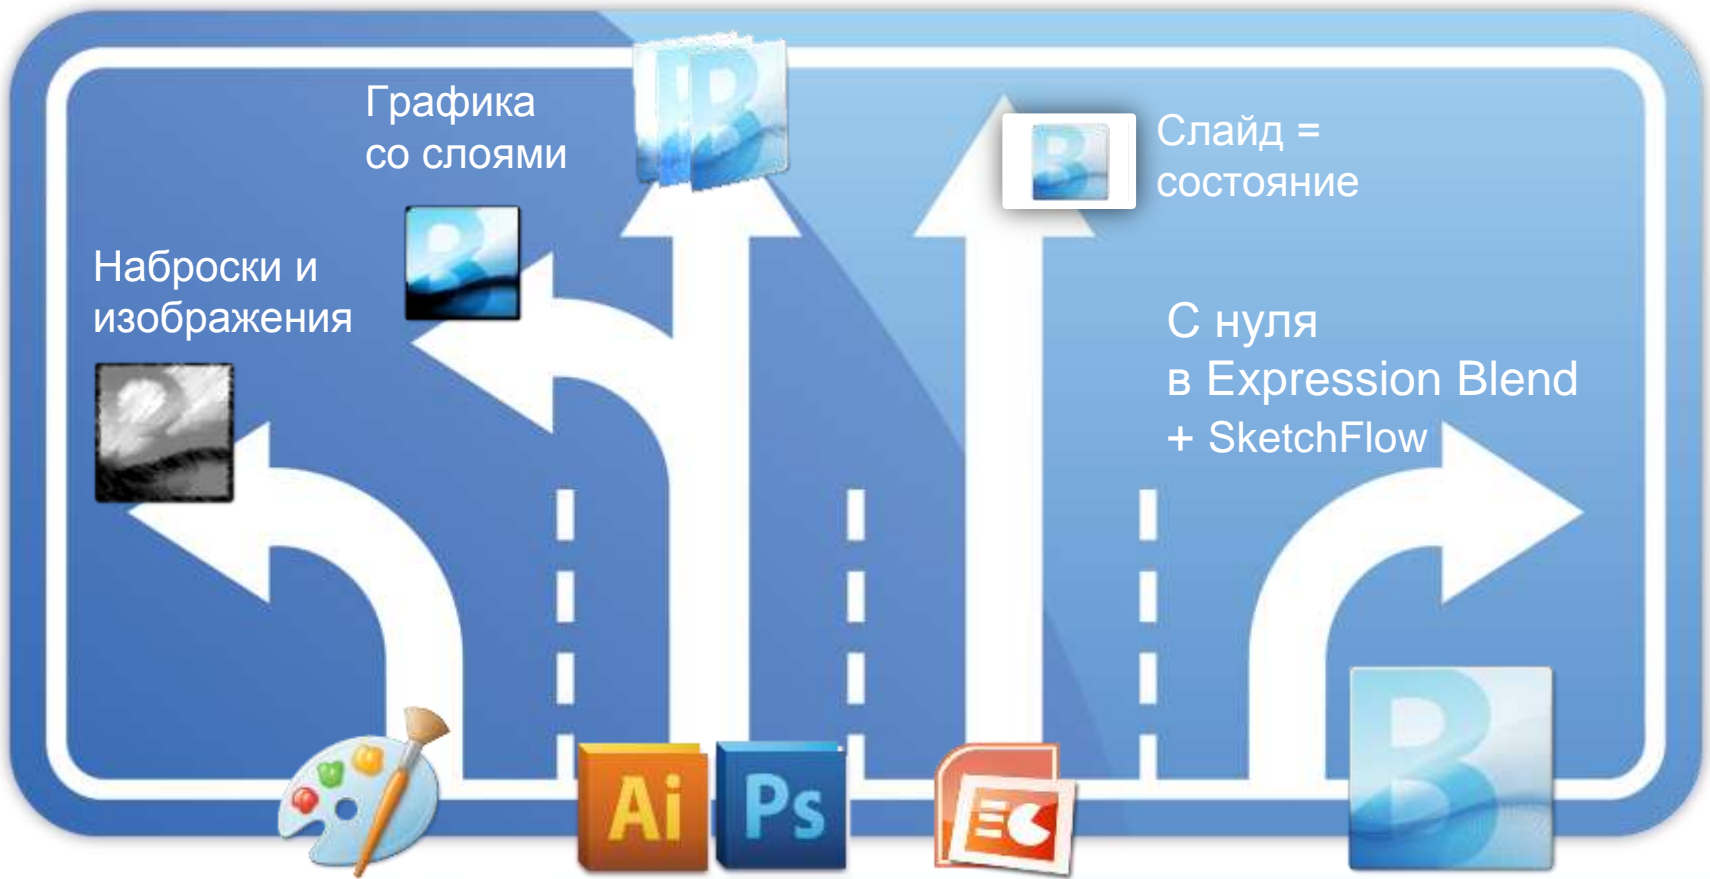 Графика
со слоями
Слайд =
состояние
Наброски и
изображения
С нуля
в Expression Blend
+ SketchFlow
Ai
Ps